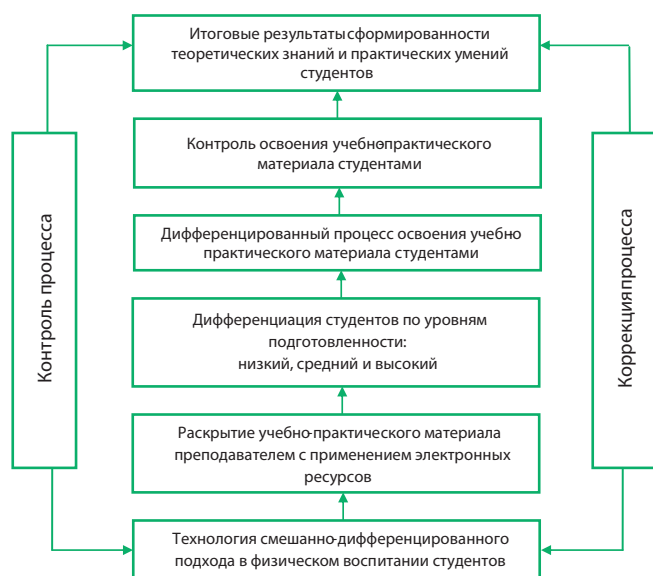 Итоговые результаты сформированности
теоретических знаний и практических умений
студентов
Контроль освоения учебнопрактического
материала студентами
Дифференцированный процесс освоения учебно
практического материала студентами
Дифференциация студентов по уровням
подготовленности:
низкий, средний и высокий
Раскрытие учебно-практического материала
преподавателем с применением электронных
ресурсов
Технология смешанно-дифференцированного
подхода в физическом воспитании студентов
Контроль процесса
Коррекция процесса